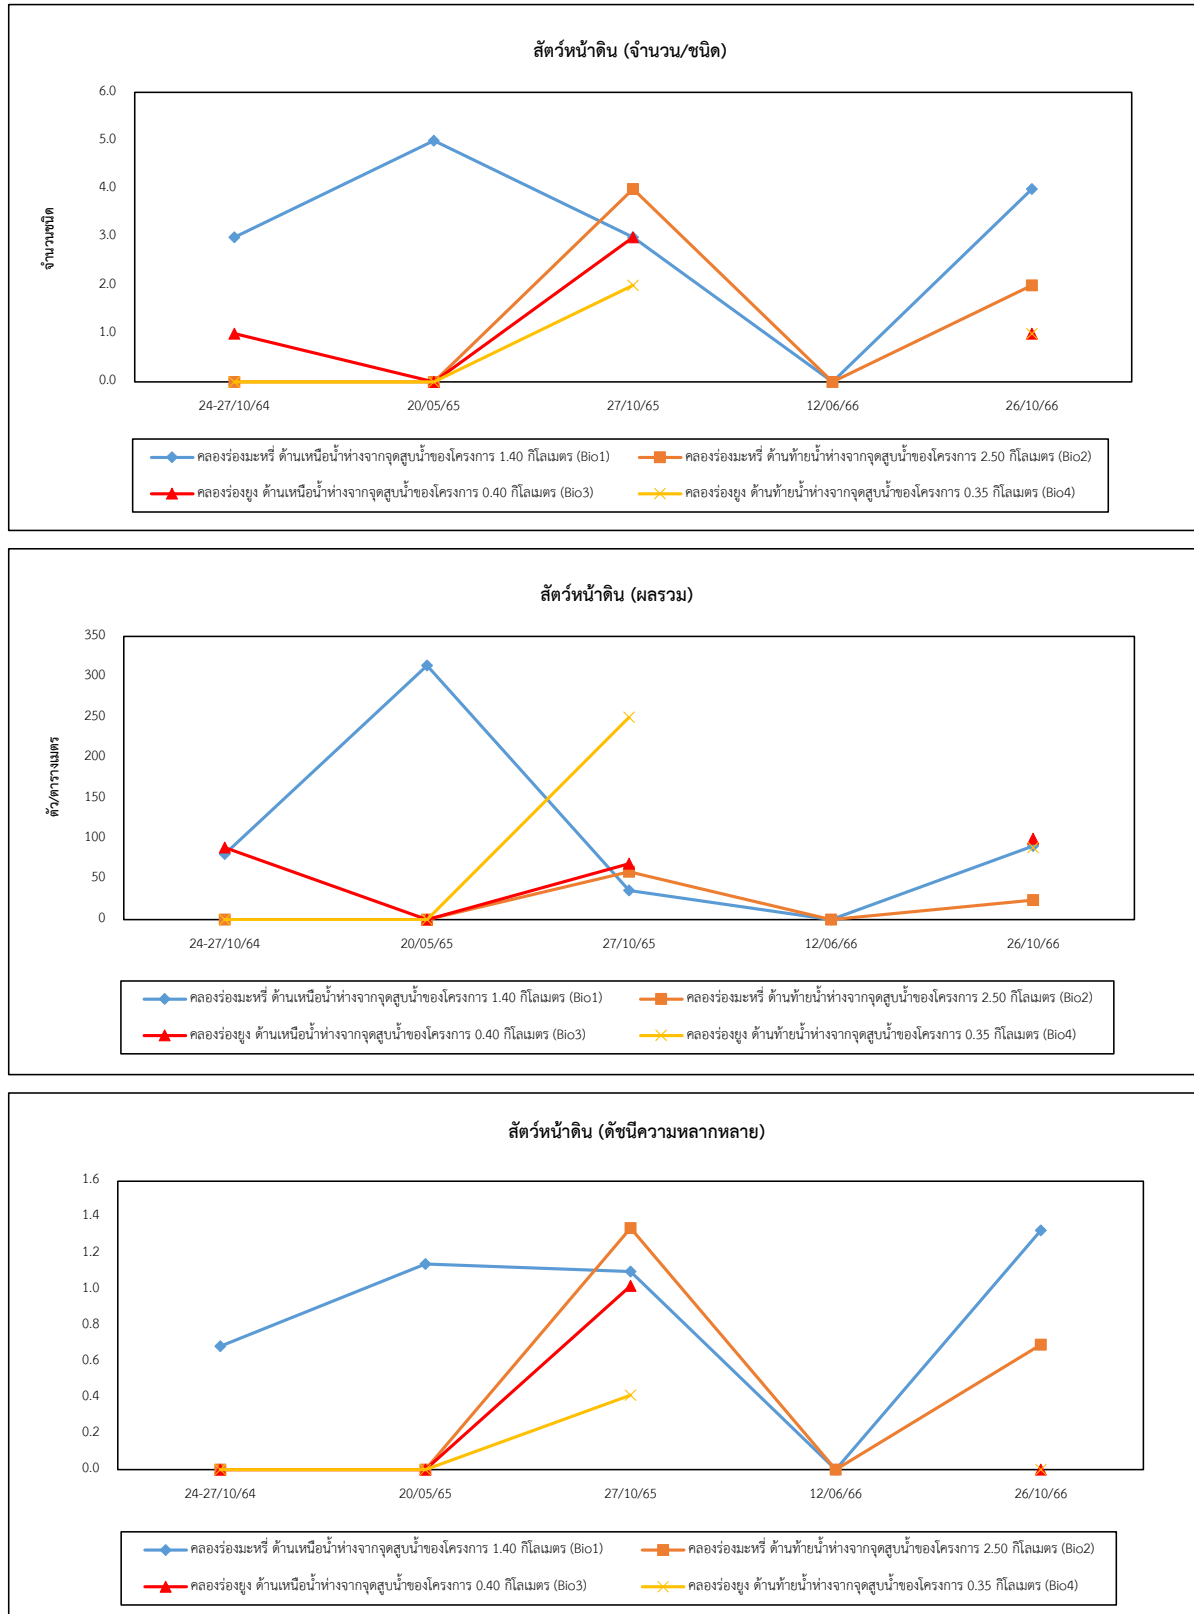 สัตว์หน้าดิน (จำนวน/ชนิด)
จำนวนชนิด
6.0
5.0
4.0
3.0
2.0
1.0
0.0
24-27/10/64 20/05/65 27/10/65 12/06/66 26/10/66
คลองร่องมะหรี่ ด้านเหนือน้ำห่างจากจุดสูบน้ำของโครงการ 1.40 กิโลเมตร (Bio1) คลองร่องมะหรี่ ด้านท้ายน้ำห่างจากจุดสูบน้ำของโครงการ 2.50 กิโลเมตร (Bio2)
คลองร่องยูง ด้านเหนือน้ำห่างจากจุดสูบน้ำของโครงการ 0.40 กิโลเมตร (Bio3) คลองร่องยูง ด้านท้ายน้ำห่างจากจุดสูบน้ำของโครงการ 0.35 กิโลเมตร (Bio4)
สัตว์หน้าดิน (ผลรวม)
ตัว/ตารางเมตร
350
300
250
200
150
100
50
0
24-27/10/64 20/05/65 27/10/65 12/06/66 26/10/66
คลองร่องมะหรี่ ด้านเหนือน้ำห่างจากจุดสูบน้ำของโครงการ 1.40 กิโลเมตร (Bio1) คลองร่องมะหรี่ ด้านท้ายน้ำห่างจากจุดสูบน้ำของโครงการ 2.50 กิโลเมตร (Bio2)
คลองร่องยูง ด้านเหนือน้ำห่างจากจุดสูบน้ำของโครงการ 0.40 กิโลเมตร (Bio3) คลองร่องยูง ด้านท้ายน้ำห่างจากจุดสูบน้ำของโครงการ 0.35 กิโลเมตร (Bio4)
สัตว์หน้าดิน (ดัชนีความหลากหลาย)
1.6
1.4
1.2
1.0
0.8
0.6
0.4
0.2
0.0
24-27/10/64 20/05/65 27/10/65 12/06/66 26/10/66
คลองร่องมะหรี่ ด้านเหนือน้ำห่างจากจุดสูบน้ำของโครงการ 1.40 กิโลเมตร (Bio1) คลองร่องมะหรี่ ด้านท้ายน้ำห่างจากจุดสูบน้ำของโครงการ 2.50 กิโลเมตร (Bio2)
คลองร่องยูง ด้านเหนือน้ำห่างจากจุดสูบน้ำของโครงการ 0.40 กิโลเมตร (Bio3) คลองร่องยูง ด้านท้ายน้ำห่างจากจุดสูบน้ำของโครงการ 0.35 กิโลเมตร (Bio4)